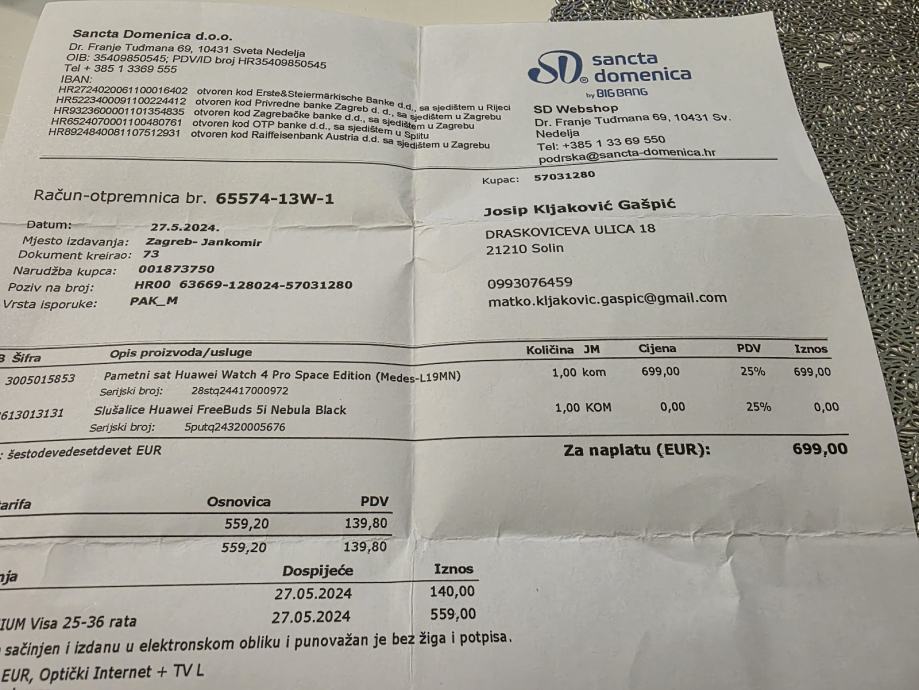 Sancta Domenica d.o.o.
Dr. Franje Tuđmana 69, 10431 Sveta Nedelja
OIB: 35409850545; PDV/ID broj HR35409850545
Tel + 385 1 3369 555
IBAN:
HR2724020061100016402 otvoren kod Erste&Steiermärkische Banke d.d., sa sjedištem u Rijeci
HR5223400091100224412 otvoren kod Privredne banke Zagreb d. d., sa sjedištem u Zagrebu
HR9323600001101354835 otvoren kod Zagrebačke banke d.d., sa sjedištem u Zagrebu
HR6524070001100480761 otvoren kod OTP banke d.d., sa sjedištem u Splitu
HR8924840081107512931 otvoren kod Raiffeisenbank Austria d.d. sa sjedištem u Zagrebu
SD® sancta
domenica
by BIG BANG
SD Webshop
Dr. Franje Tuđmana 69, 10431 Sv.
Nedelja
Tel: +385 1 33 69 550
podrska@sancta-domenica.hr
Račun-otpremnica br. 65574-13W-1
Datum: 27.5.2024.
Mjesto izdavanja: Zagreb- Jankomir
Dokument kreirao: 73
Narudžba kupca: 001873750
Poziv na broj: HR00 63669-128024-57031280
Vrsta isporuke: PAK_M
Kupac: 57031280
Josip Kljaković Gašpić
DRASKOVICEVA ULICA 18
21210 Solin
0993076459
matko.kljakovic.gaspic@gmail.com
B Šifra Opis proizvoda/usluge Količina JM Cijena PDV Iznos
3005015853 Pametni sat Huawei Watch 4 Pro Space Edition (Medes-L19MN) 1,00 kom 699,00 25% 699,00
Serijski broj: 28stq24417000972
613013131 Slušalice Huawei FreeBuds 5i Nebula Black 1,00 KOM 0,00 25% 0,00
Serijski broj: 5putq24320005676
: šestodevedesetdevet EUR
Za naplatu (EUR): 699,00
arifa Osnovica PDV
559,20 139,80
559,20 139,80
nja Dospijeće Iznos
27.05.2024 140,00
IUM Visa 25-36 rata 27.05.2024 559,00
sačinjen i izdanu u elektronskom obliku i punovažan je bez žiga i potpisa.
EUR, Optički Internet + TV L